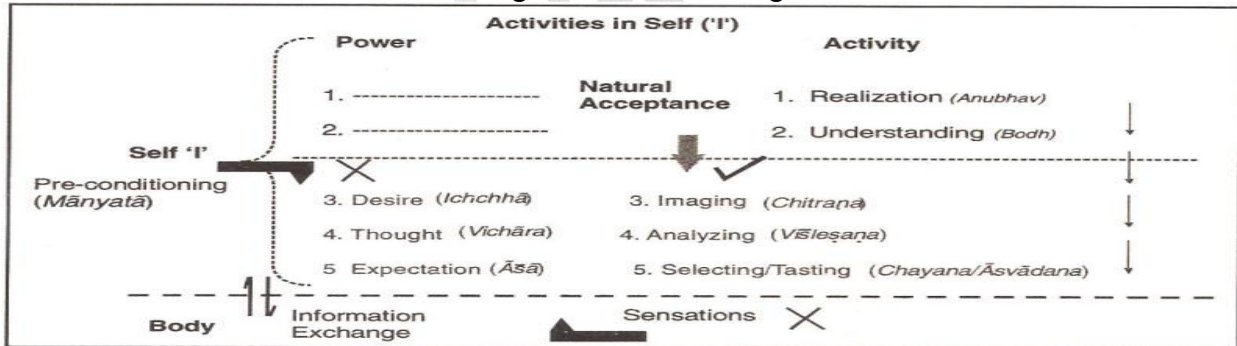 Activities in Self ('I')
Power
Activity
1. -------------------------
Natural
Acceptance
1. Realization (Anubhav)
2. -------------------------
2. Understanding (Bodh)
Self 'I'
Pre-conditioning
(Mānyatā)
3. Desire (Ichchhā)
3. Imaging (Chitraṇa)
4. Thought (Vichāra)
4. Analyzing (Viśleṣaṇa)
5 Expectation (Āśā)
5. Selecting/Tasting (Chayana/Āsvādana)
Body
Information
Exchange
Sensations